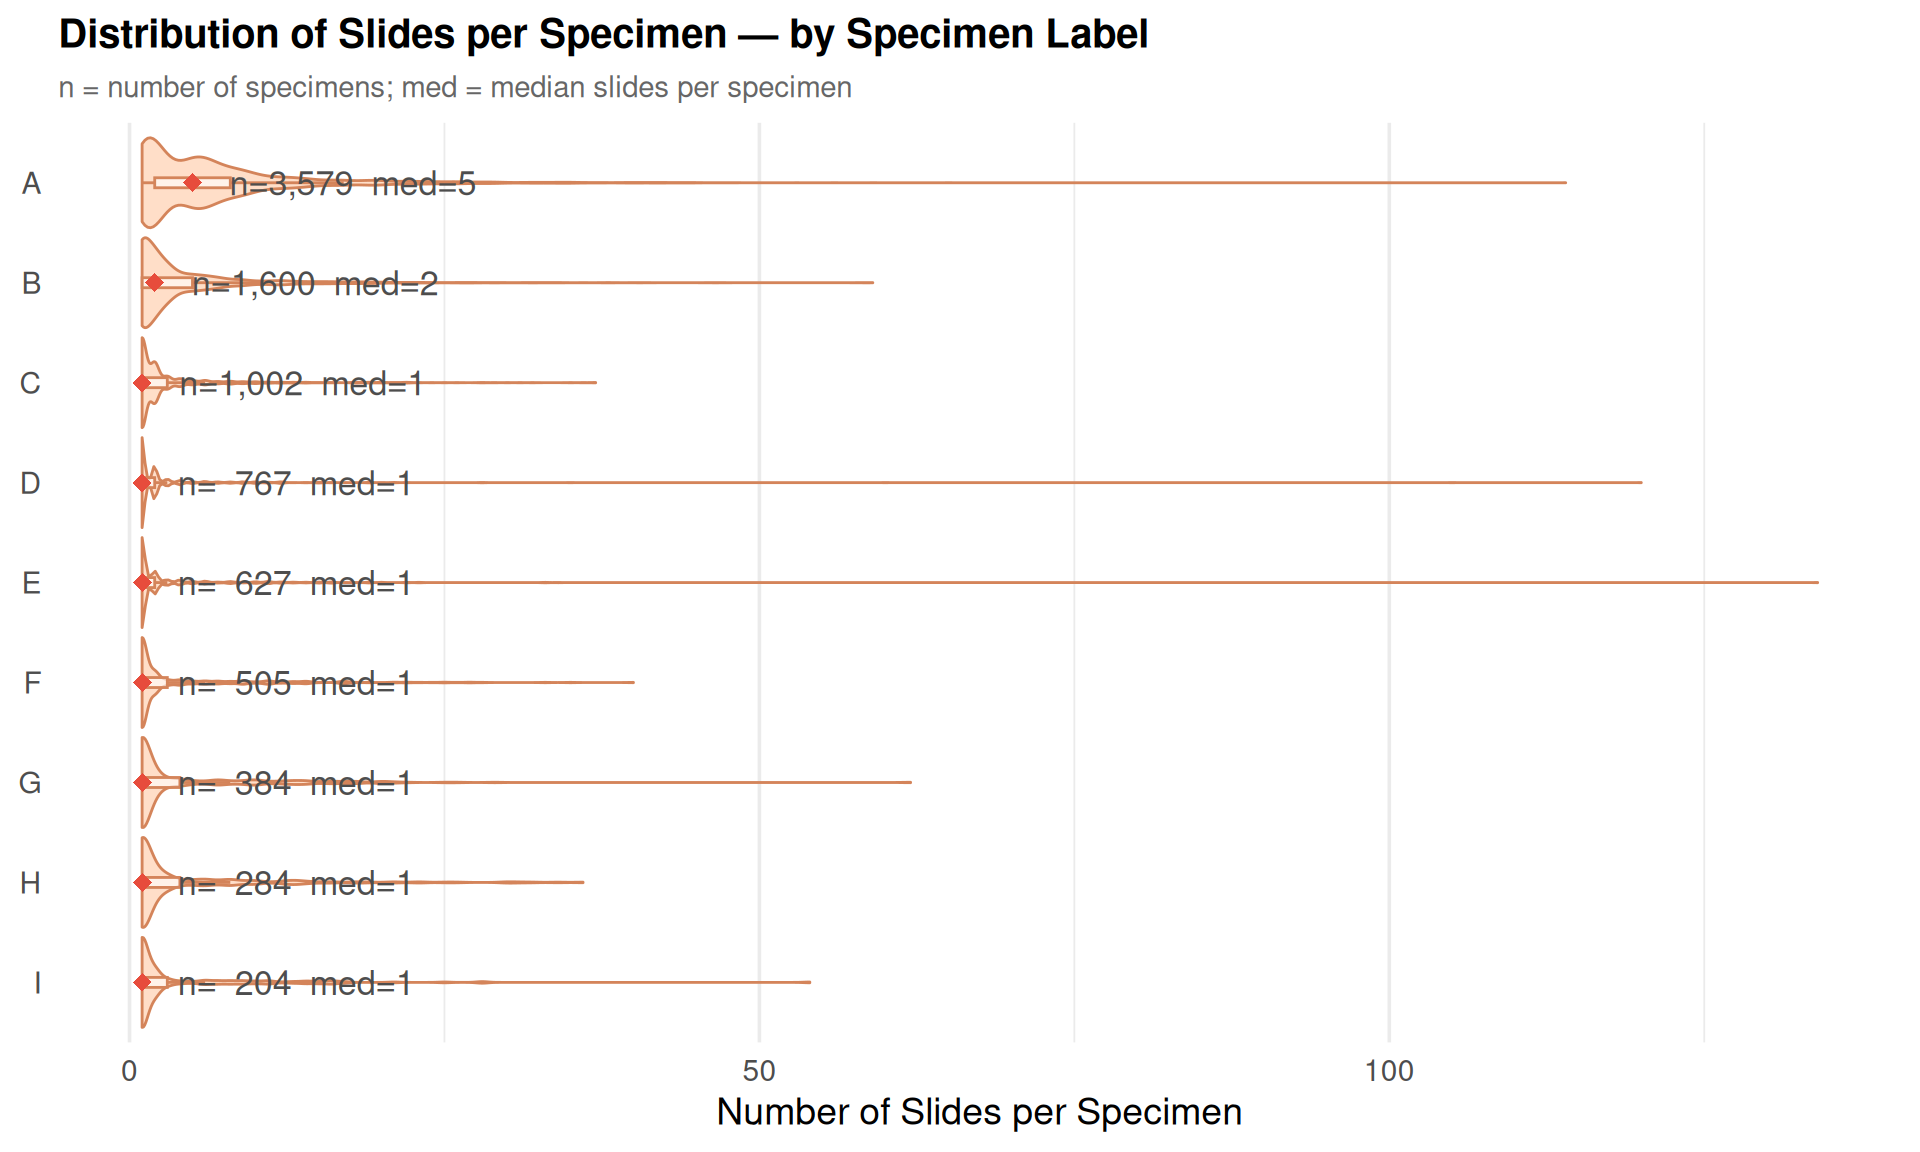 Distribution of Slides per Specimen — by Specimen Label
n = number of specimens; med = median slides per specimen
A n=3,579 med=5
B n=1,600 med=2
C n=1,002 med=1
D n= 767 med=1
E n= 627 med=1
F n= 505 med=1
G n= 384 med=1
H n= 284 med=1
I n= 204 med=1
0 50 100
Number of Slides per Specimen